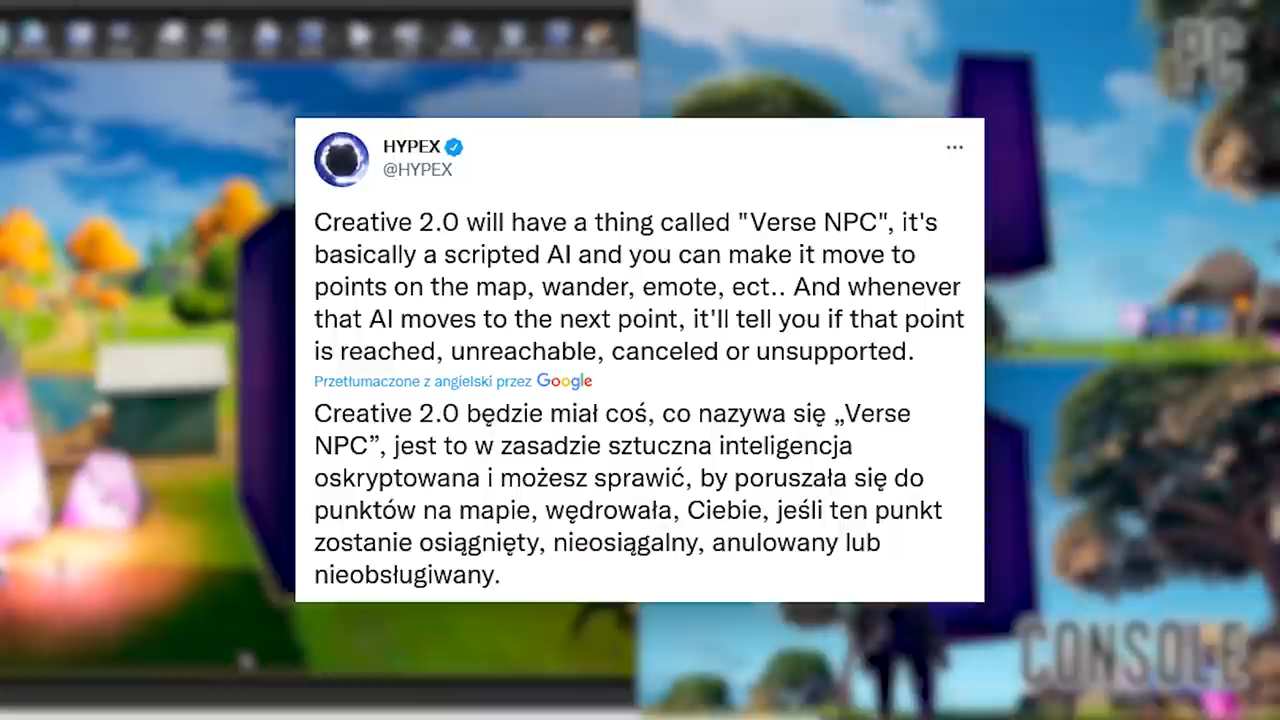 PC
HYPEX
@HYPEX
Creative 2.0 will have a thing called "Verse NPC", it's
basically a scripted AI and you can make it move to
points on the map, wander, emote, ect.. And whenever
that AI moves to the next point, it'll tell you if that point
is reached, unreachable, canceled or unsupported.
Przetłumaczone z angielski przez Google
Creative 2.0 będzie miał coś, co nazywa się „Verse
NPC”, jest to w zasadzie sztuczna inteligencja
oskryptowana i możesz sprawić, by poruszała się do
punktów na mapie, wędrowała, Ciebie, jeśli ten punkt
zostanie osiągnięty, nieosiągalny, anulowany lub
nieobsługiwany.
CONSOLE